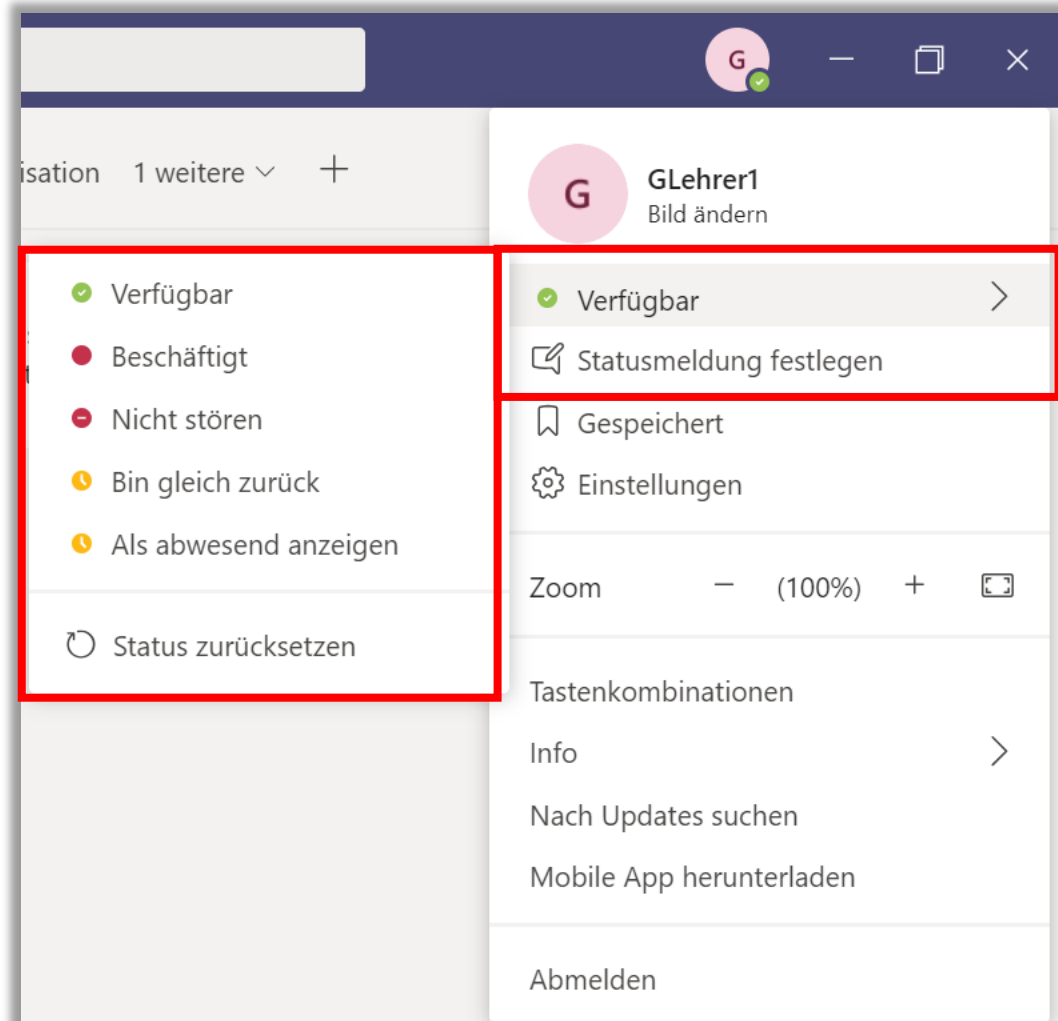 G
isation 1 weitere
G
GLehrer1
Bild ändern
Verfügbar
Beschäftigt
Nicht stören
Bin gleich zurück
Als abwesend anzeigen
Status zurücksetzen
Verfügbar
Statusmeldung festlegen
Gespeichert
Einstellungen
Zoom − (100%) +
Tastenkombinationen
Info
Nach Updates suchen
Mobile App herunterladen
Abmelden